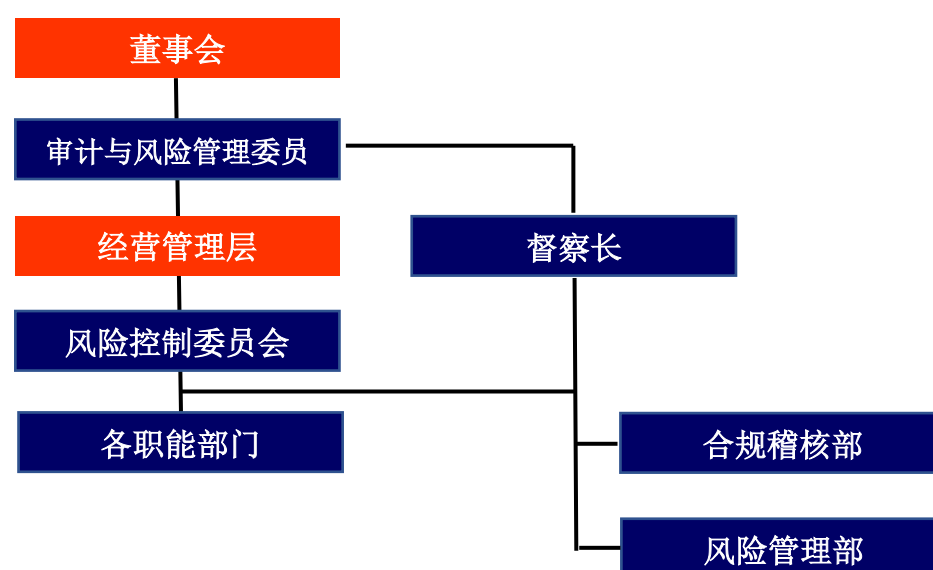 董事会
审计与风险管理委员
经营管理层
督察长
风险控制委员会
各职能部门
合规稽核部
风险管理部